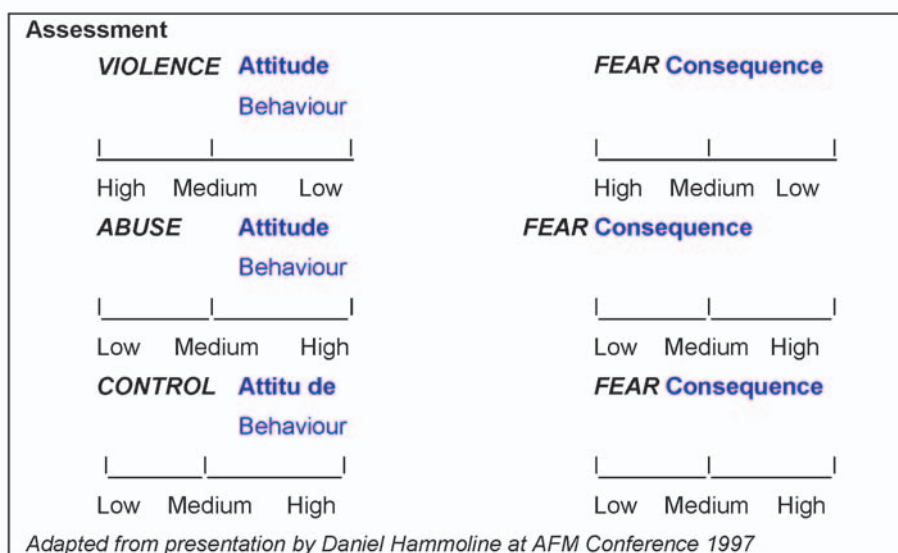 Assessment
VIOLENCE Attitude FEAR Consequence
Behaviour
High Medium Low High Medium Low
ABUSE Attitude FEAR Consequence
Behaviour
Low Medium High Low Medium High
CONTROL Attitu de FEAR Consequence
Behaviour
Low Medium High Low Medium High
Adapted from presentation by Daniel Hammoline at AFM Conference 1997